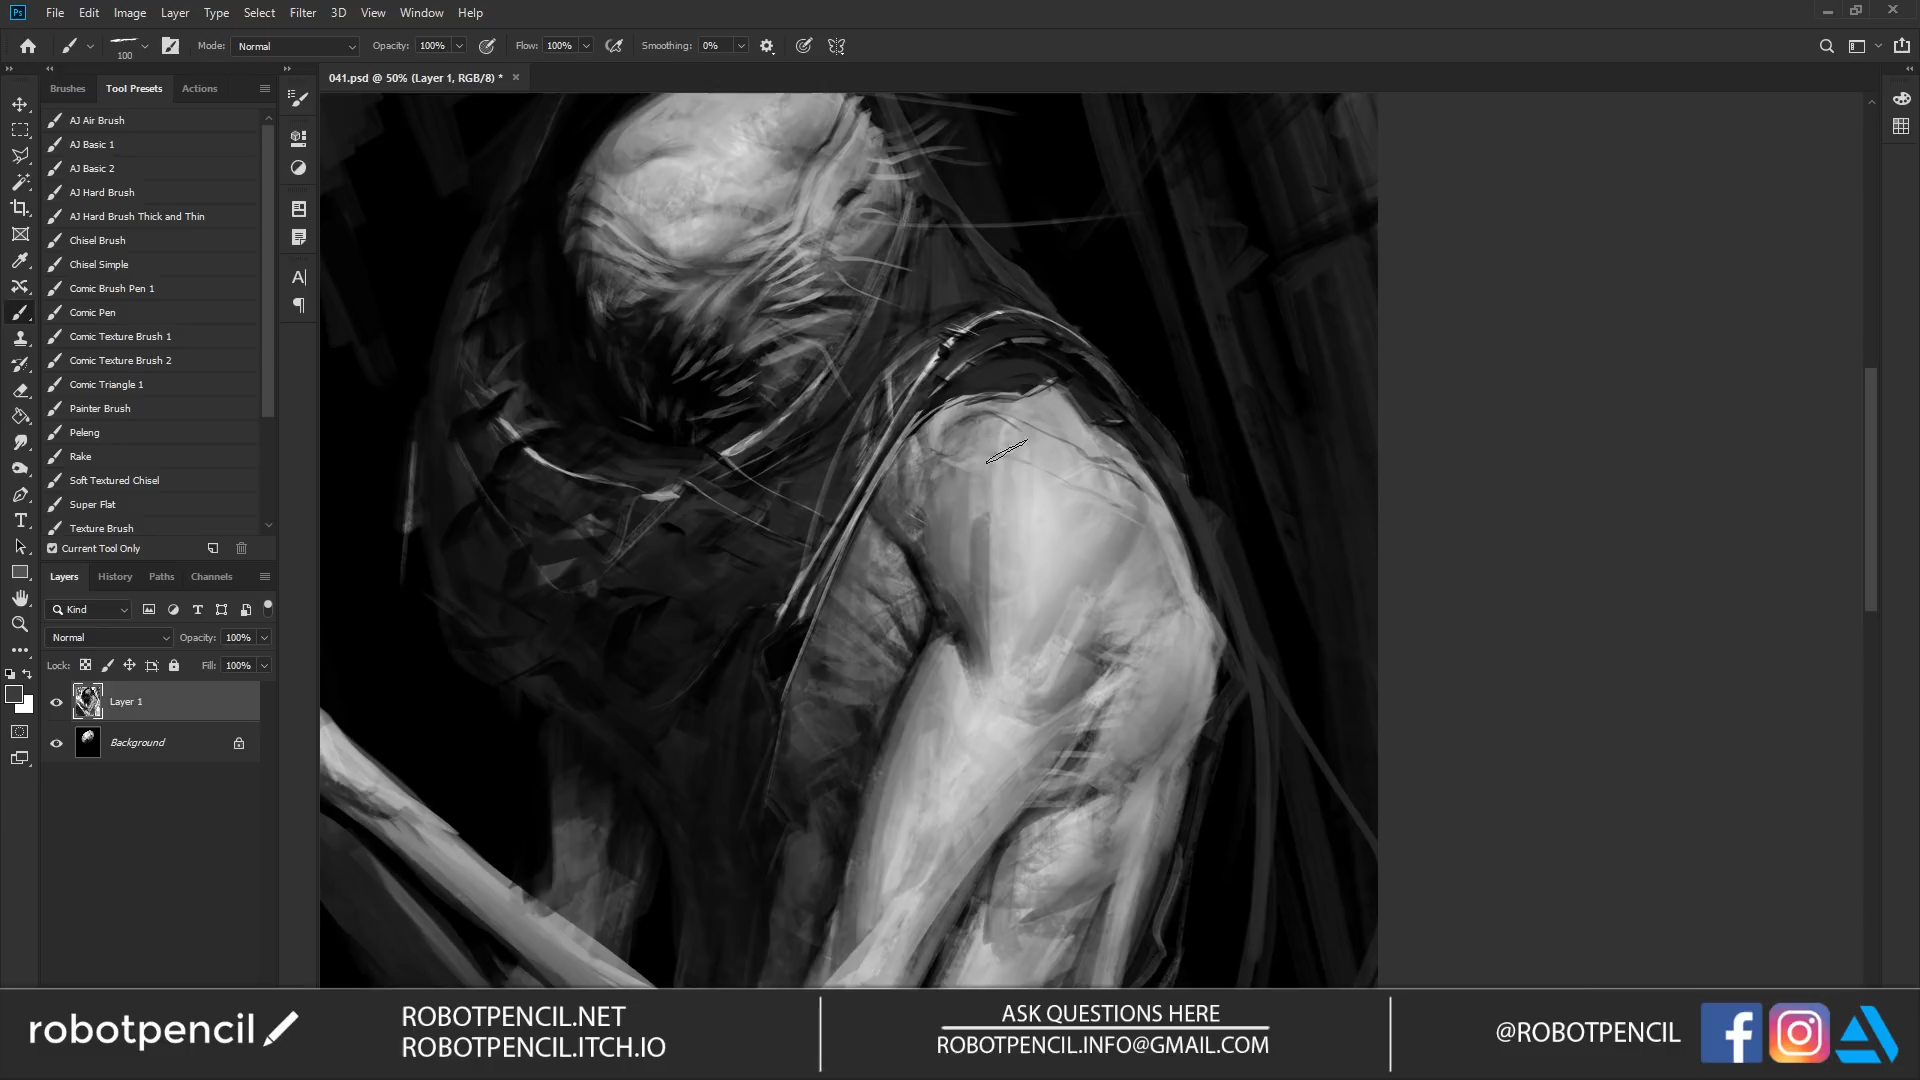 Ps File Edit Image Layer Type Select Filter 3D View Window Help
100 Mode: Normal Opacity: 100% Flow: 100% Smoothing: 0%
041.psd @ 50% (Layer 1, RGB/8) *
Brushes Tool Presets Actions
AJ Air Brush
AJ Basic 1
AJ Basic 2
AJ Hard Brush
AJ Hard Brush Thick and Thin
Chisel Brush
Chisel Simple
Comic Brush Pen 1
Comic Pen
Comic Texture Brush 1
Comic Texture Brush 2
Comic Triangle 1
Painter Brush
Peleng
Rake
Soft Textured Chisel
Super Flat
Texture Brush
Current Tool Only
Layers History Paths Channels
Kind
Normal Opacity: 100%
Lock: Fill: 100%
Layer 1
Background
robotpencil
ROBOTPENCIL.NET
ROBOTPENCIL.ITCH.IO
ASK QUESTIONS HERE
ROBOTPENCIL.INFO@GMAIL.COM
@ROBOTPENCIL